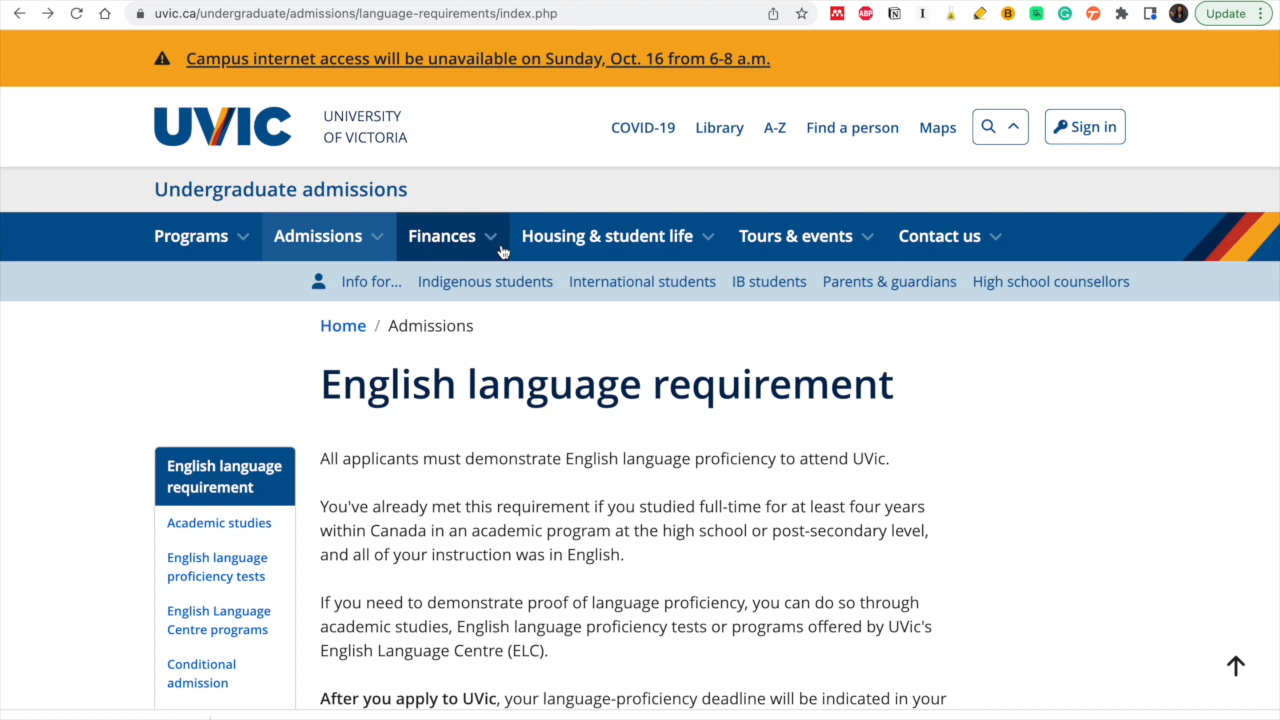 uvic.ca/undergraduate/admissions/language-requirements/index.php
ABP
Update
Campus internet access will be unavailable on Sunday, Oct. 16 from 6-8 a.m.
UVIC
UNIVERSITY
OF VICTORIA
COVID-19 Library A-Z Find a person Maps Sign in
Undergraduate admissions
Programs Admissions Finances Housing & student life Tours & events Contact us
Info for... Indigenous students International students IB students Parents & guardians High school counsellors
Home / Admissions
English language requirement
English language
requirement
Academic studies
English language
proficiency tests
English Language
Centre programs
Conditional
admission
All applicants must demonstrate English language proficiency to attend UVic.
You've already met this requirement if you studied full-time for at least four years
within Canada in an academic program at the high school or post-secondary level,
and all of your instruction was in English.
If you need to demonstrate proof of language proficiency, you can do so through
academic studies, English language proficiency tests or programs offered by UVic's
English Language Centre (ELC).
After you apply to UVic, your language-proficiency deadline will be indicated in your